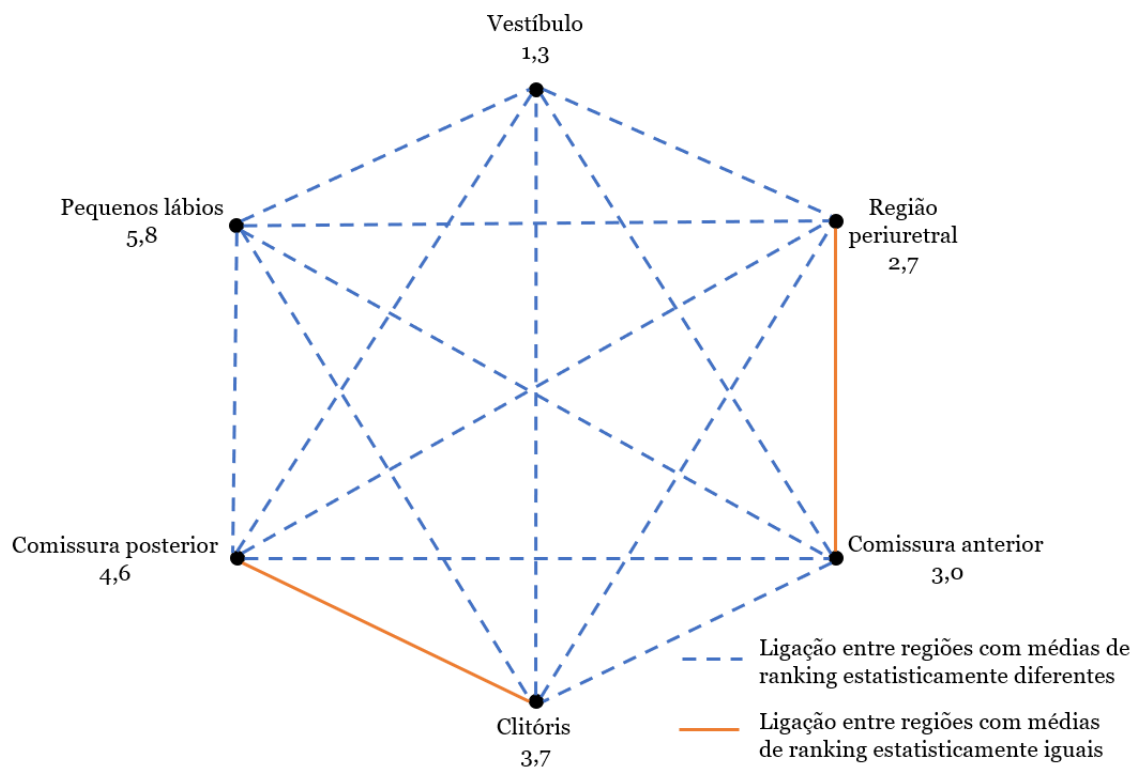 Vestíbulo
1,3
Pequenos lábios
5,8
Região
periuretral
2,7
Comissura posterior
4,6
Comissura anterior
3,0
Clitóris
3,7
Ligação entre regiões com médias de
ranking estatisticamente diferentes
Ligação entre regiões com médias
de ranking estatisticamente iguais